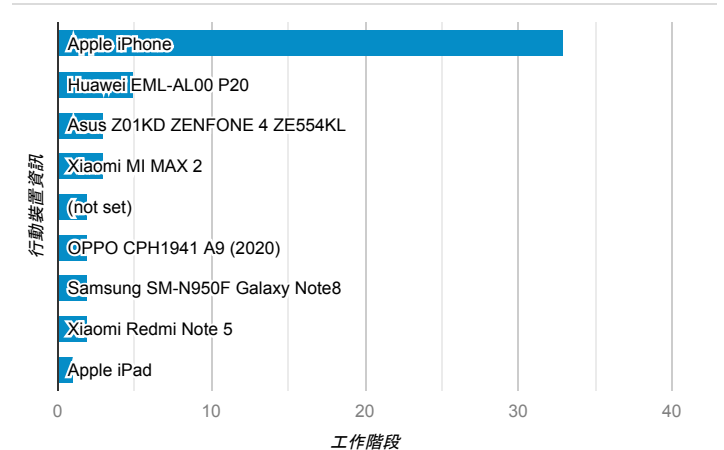 Apple iPhone
Huawei EML-AL00 P20
Asus Z01KD ZENFONE 4 ZE554KL
Xiaomi MI MAX 2
(not set)
OPPO CPH1941 A9 (2020)
Samsung SM-N950F Galaxy Note8
Xiaomi Redmi Note 5
Apple iPad
行動裝置資訊
0 10 20 30 40
工作階段